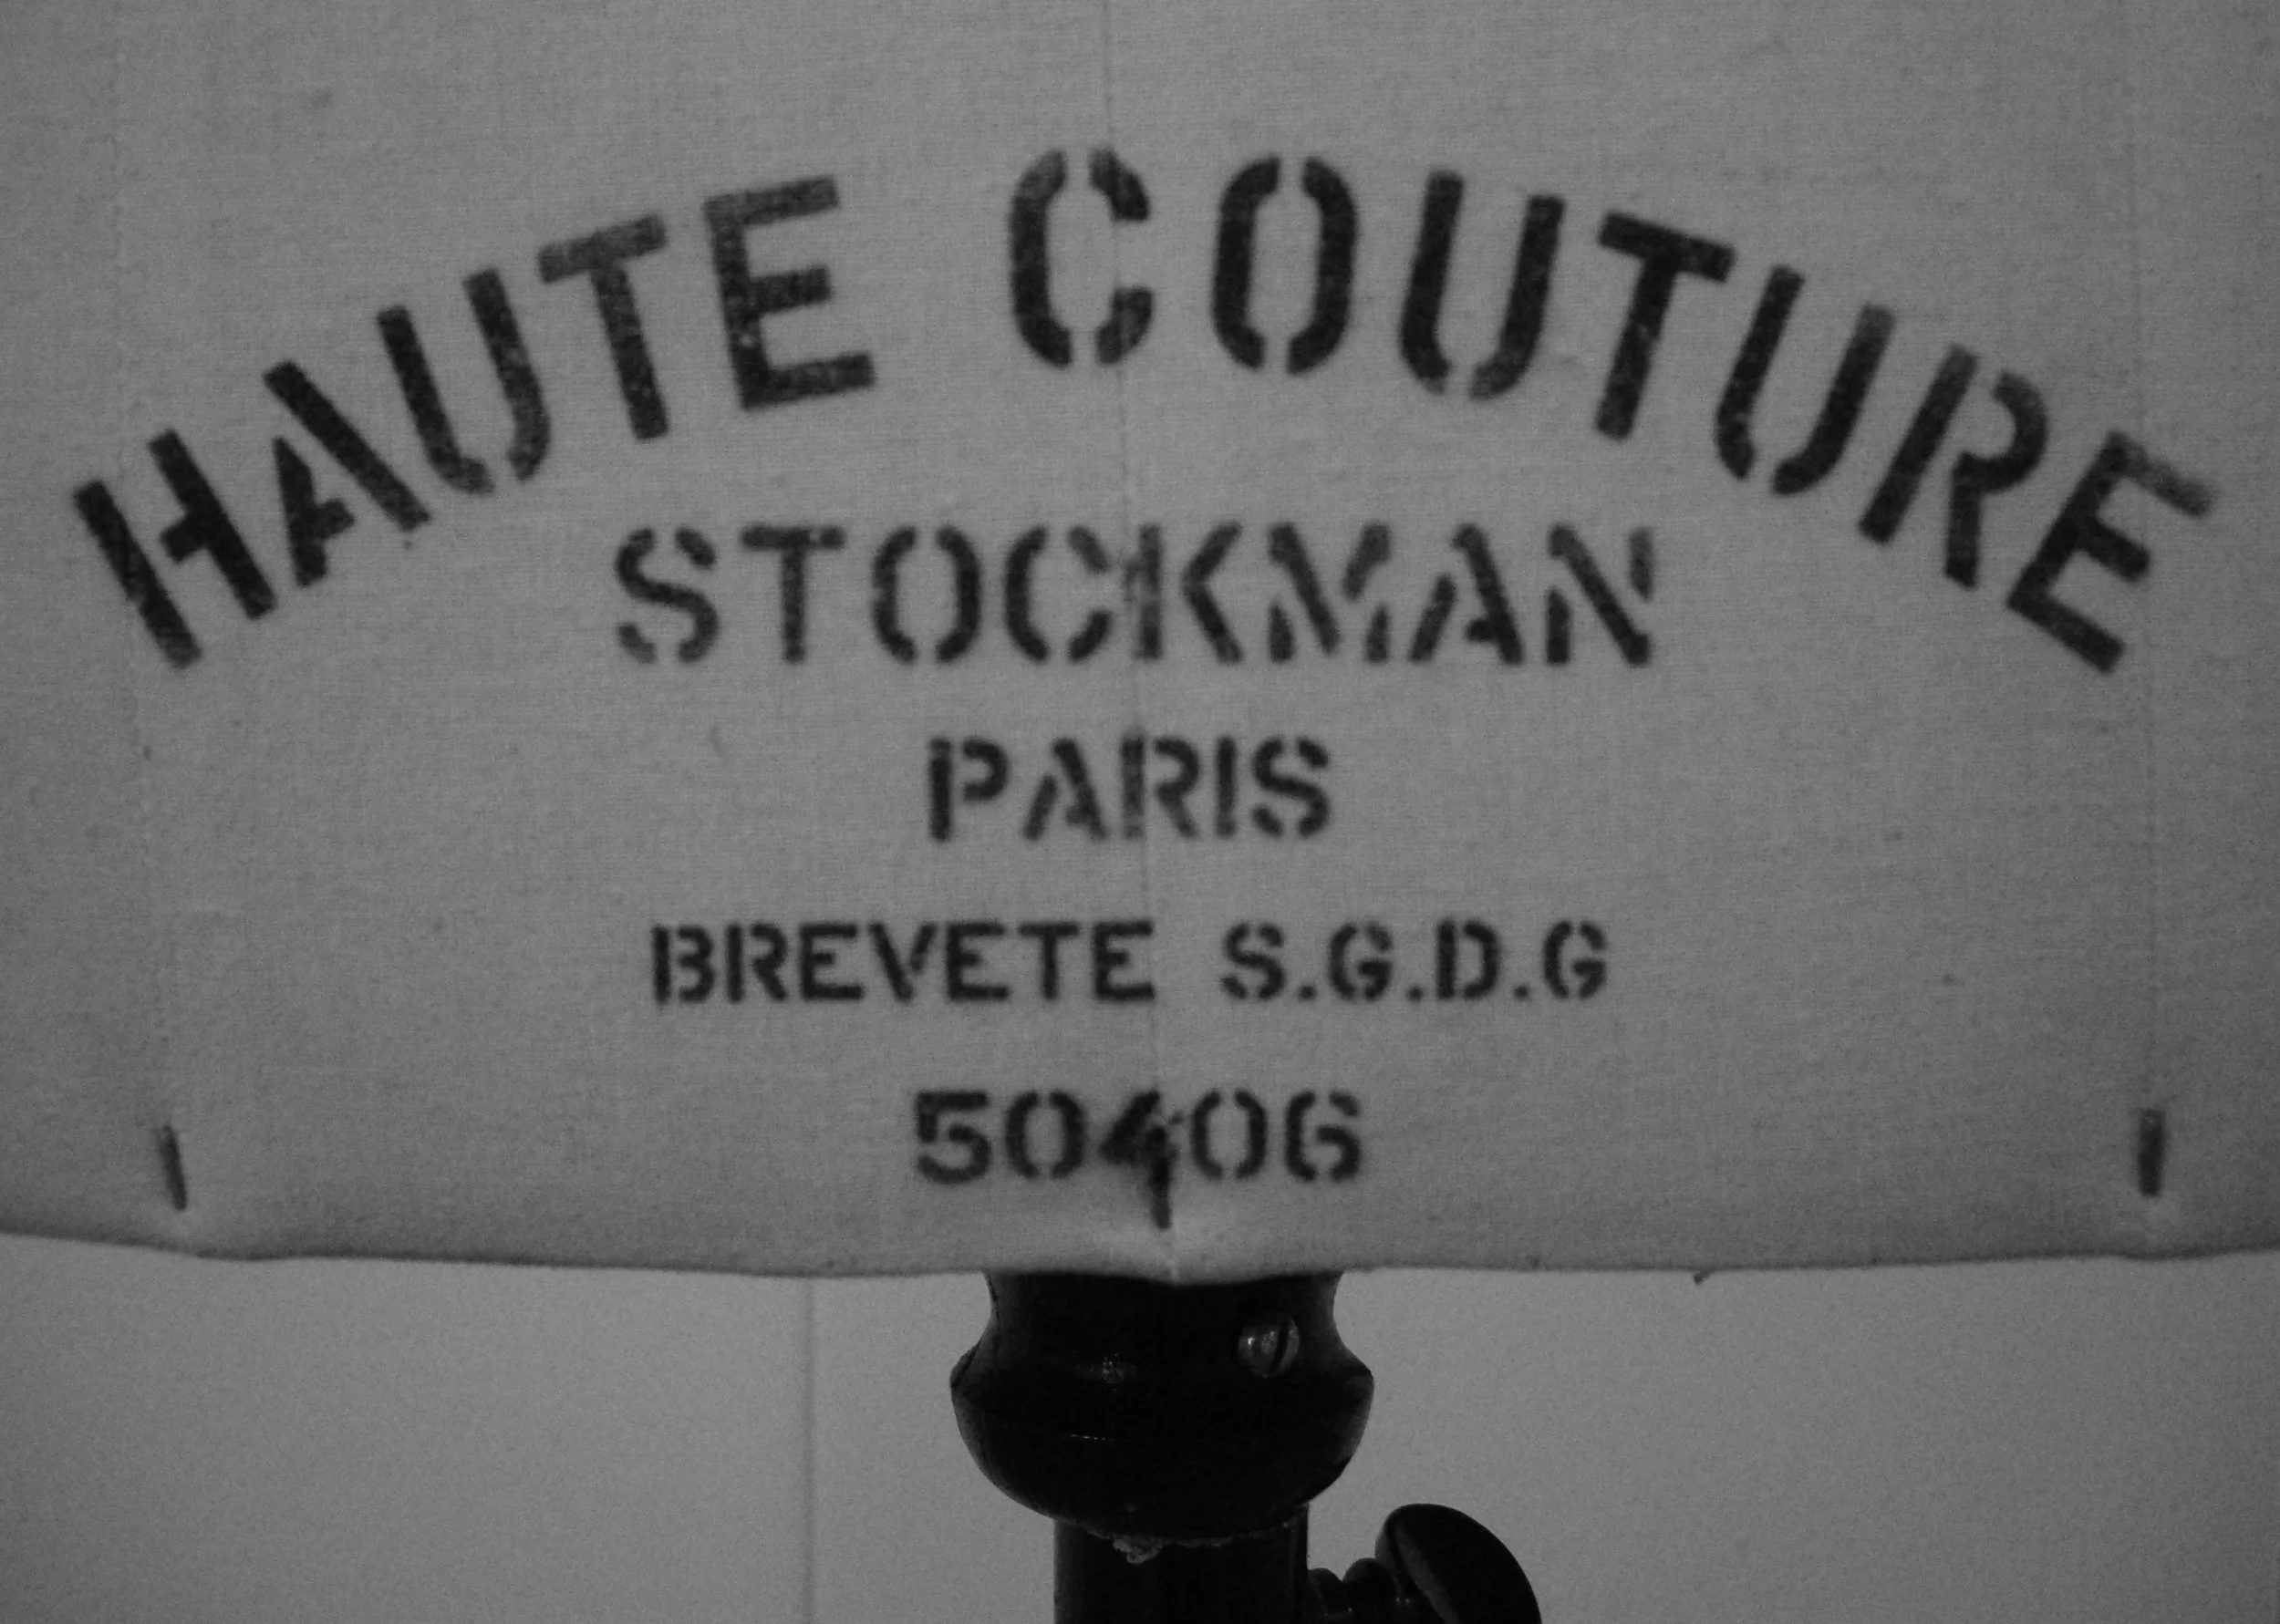 HAUTE COUTURE
STOCKMAN
PARIS
BREVETE S.G.D.G
50406